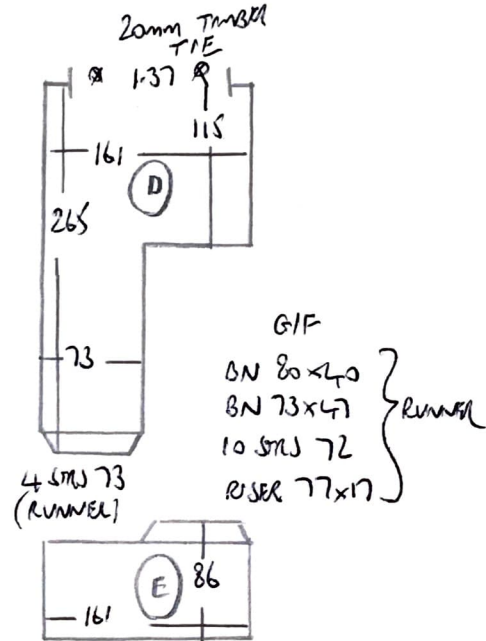 20mm TIMBER
TIE
1.37
115
161
D
265
73
G/F
BN 80x40
BN 73x47
10 STRS 72
RISER 77x17
RUNNER
4 STRS 73
(RUNNER)
E
86
161